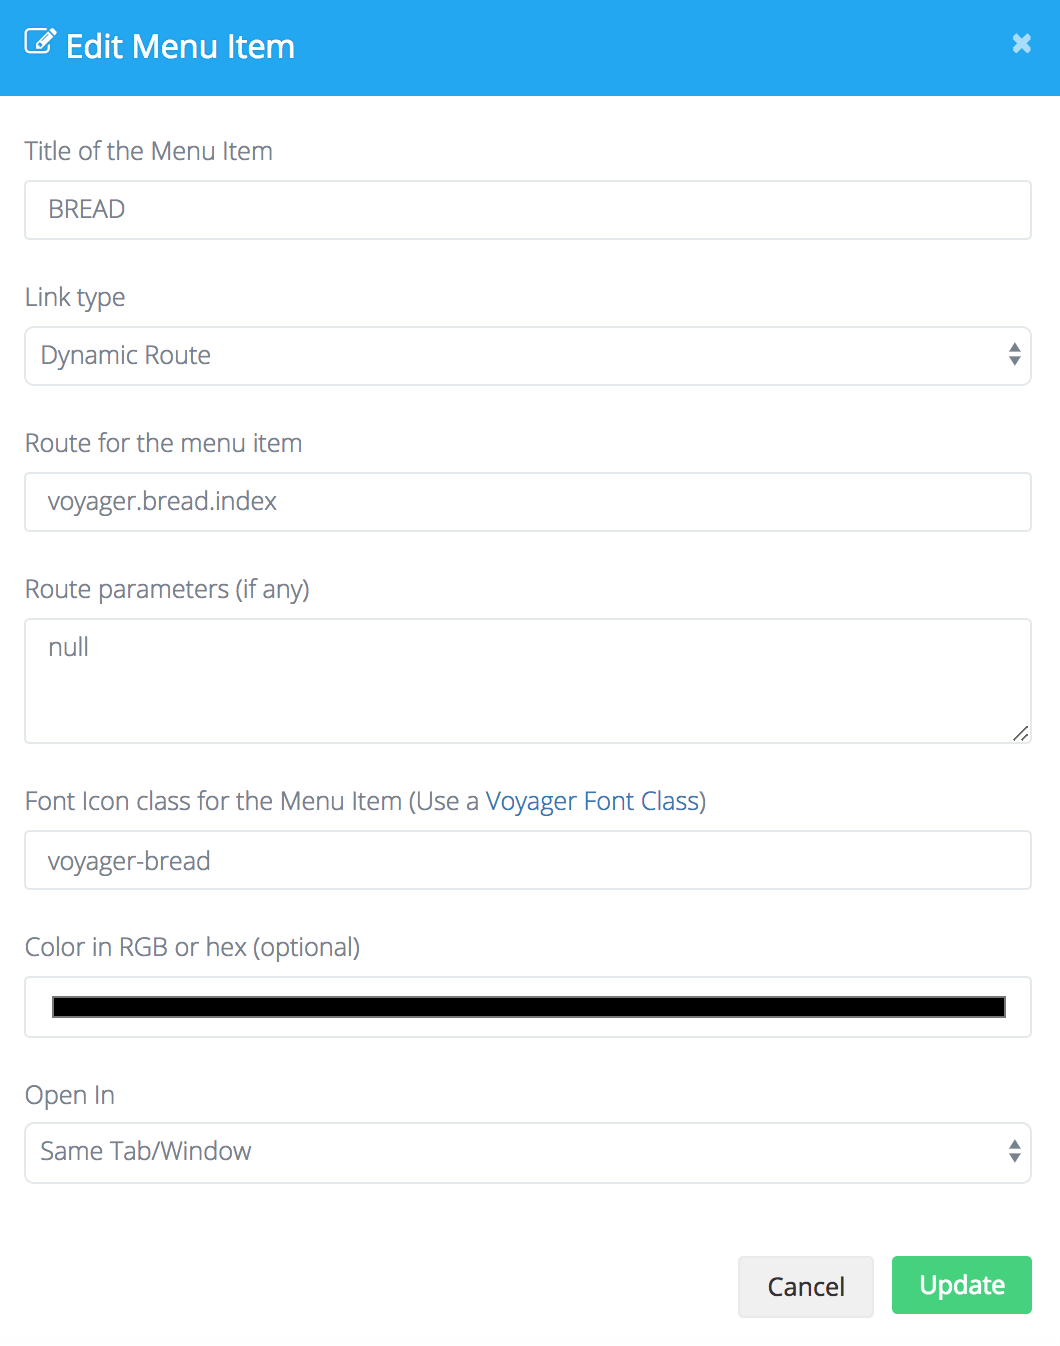 Edit Menu Item
Title of the Menu Item
BREAD
Link type
Dynamic Route
Route for the menu item
voyager.bread.index
Route parameters (if any)
null
Font Icon class for the Menu Item (Use a Voyager Font Class)
voyager-bread
Color in RGB or hex (optional)
Open In
Same Tab/Window
Cancel
Update